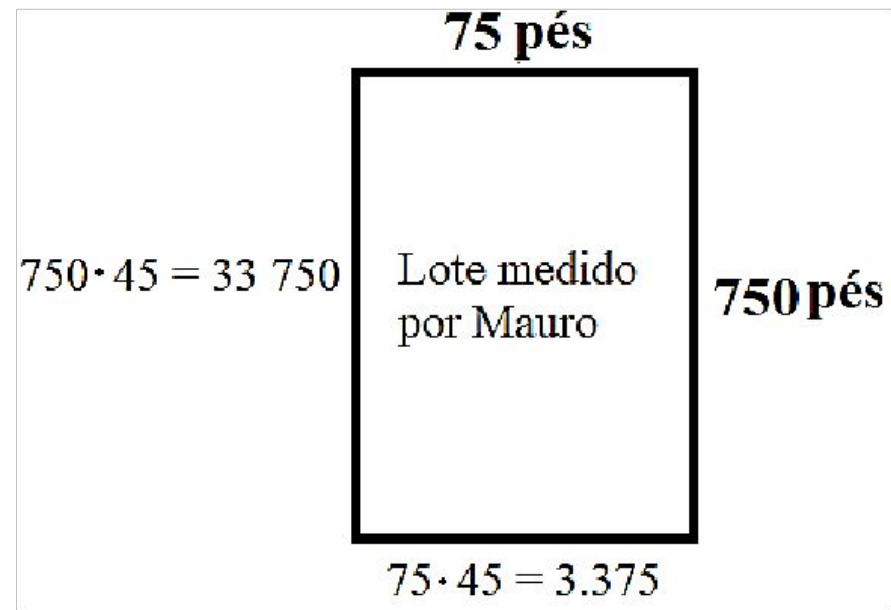 75 pés
750·45 = 33 750
Lote medido
por Mauro
750 pés
75·45 = 3.375